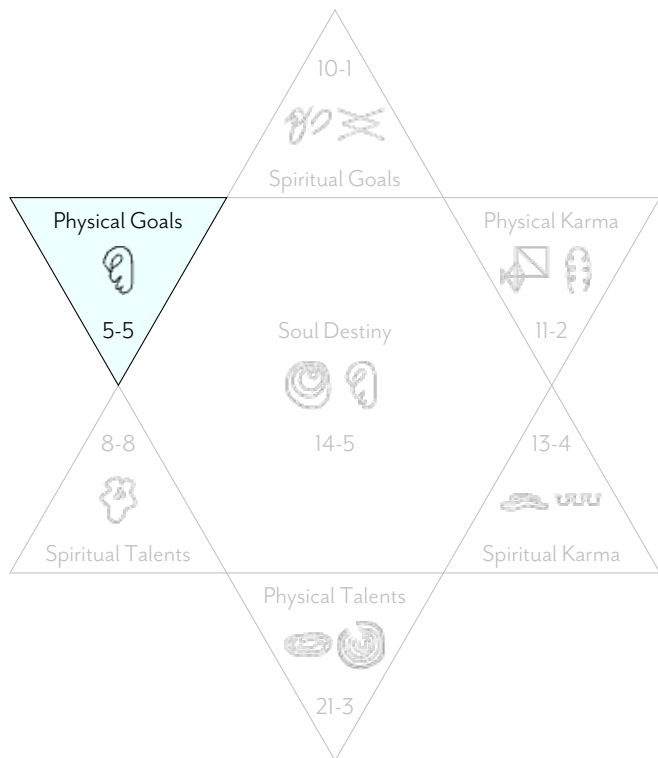 10-1
Spiritual Goals
Physical Goals
5-5
Physical Karma
11-2
Soul Destiny
14-5
8-8
Spiritual Talents
13-4
Spiritual Karma
Physical Talents
21-3